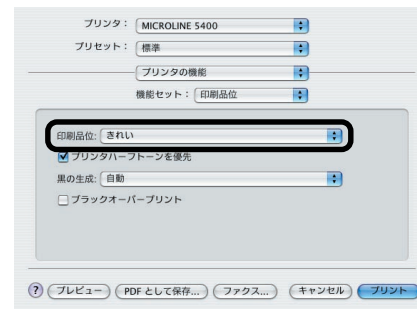 プリンタ： MICROLINE 5400
プリセット： 標準
プリンタの機能
機能セット： 印刷品位
印刷品位: きれい
プリンタハーフトーンを優先
黒の生成: 自動
ブラックオーバープリント
? プレビュー PDF として保存... ファクス... キャンセル プリント